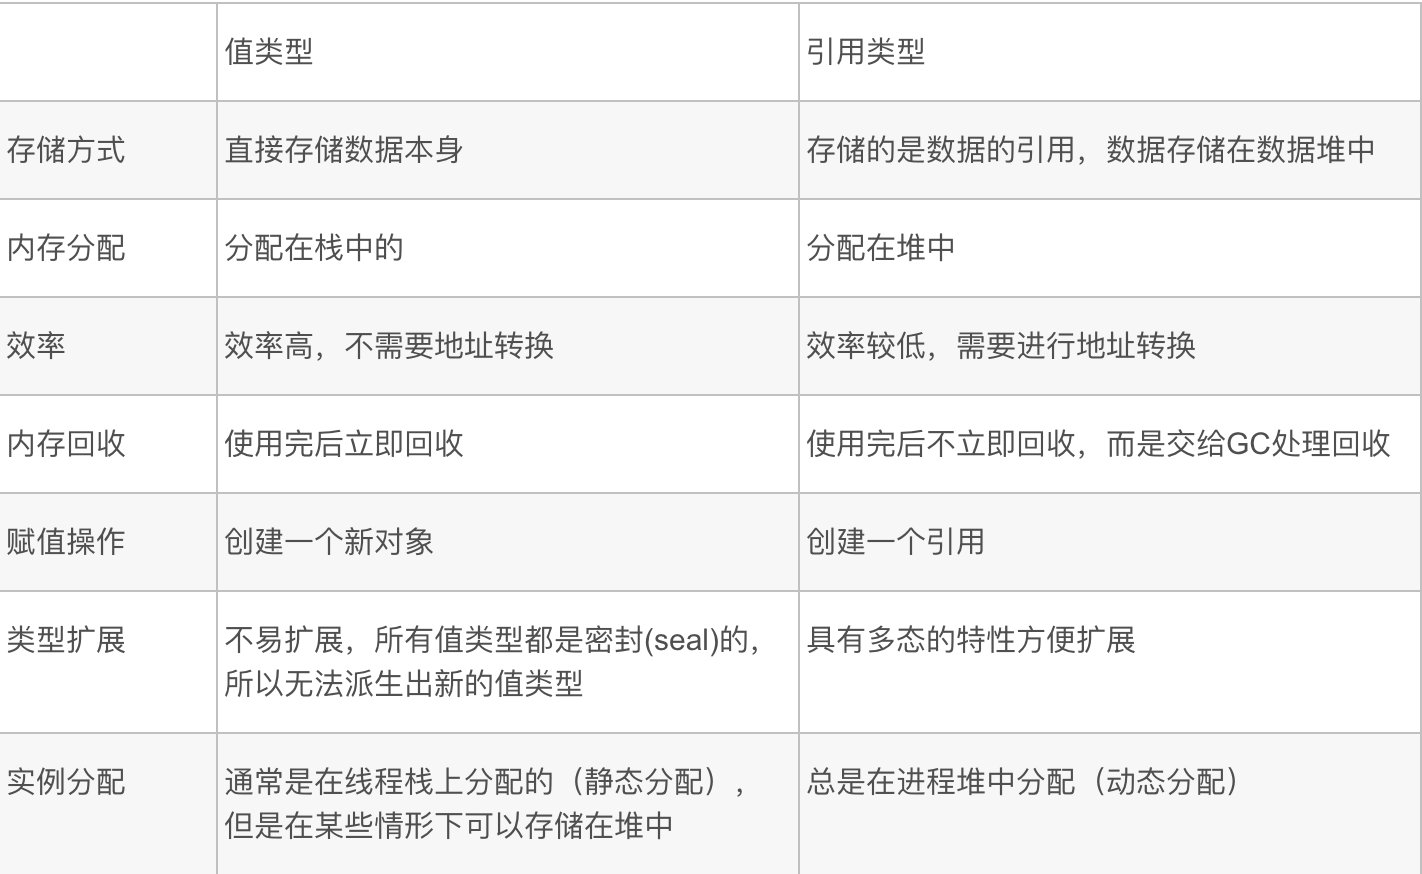 值类型
引用类型
存储方式
直接存储数据本身
存储的是数据的引用，数据存储在数据堆中
内存分配
分配在栈中的
分配在堆中
效率
效率高，不需要地址转换
效率较低，需要进行地址转换
内存回收
使用完后立即回收
使用完后不立即回收，而是交给GC处理回收
赋值操作
创建一个新对象
创建一个引用
类型扩展
不易扩展，所有值类型都是密封(seal)的，
所以无法派生出新的值类型
具有多态的特性方便扩展
实例分配
通常是在线程栈上分配的（静态分配），
但是在某些情形下可以存储在堆中
总是在进程堆中分配（动态分配）